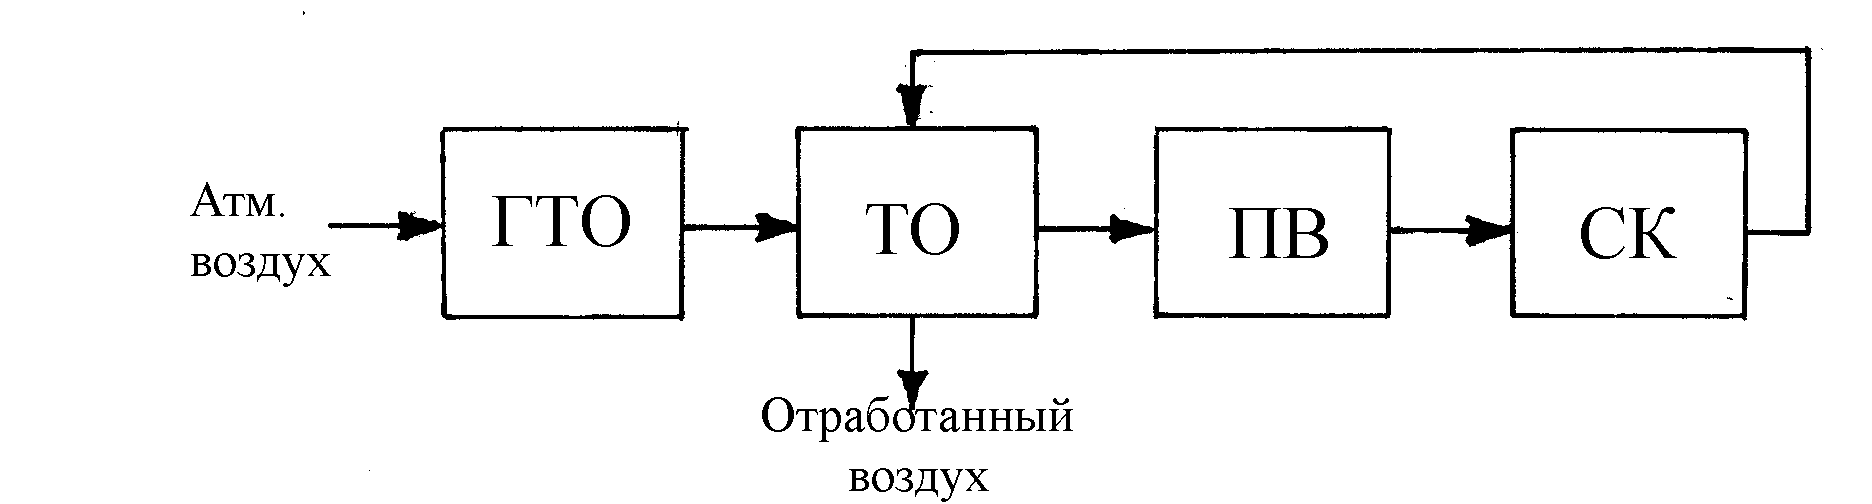 Атм.
воздух
ГТО
ТО
ПВ
СК
Отработанный
воздух